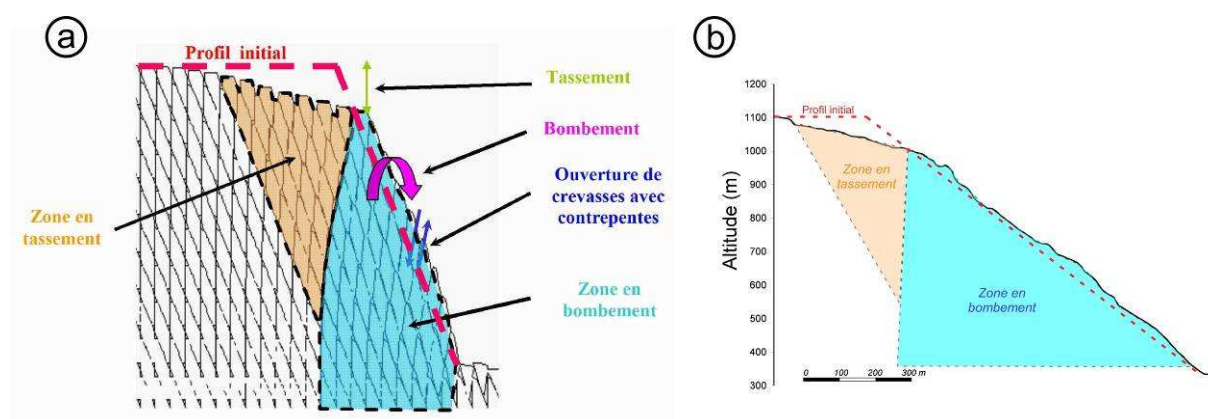 a
Profil initial
Tassement
Bombement
Ouverture de
crevasses avec
contrepentes
Zone en
tassement
Zone en
bombement
b
Altitude (m)
1200
1100
1000
900
800
700
600
500
400
300
Profil initial
Zone en
tassement
Zone en
bombement
0 100 200 300 m